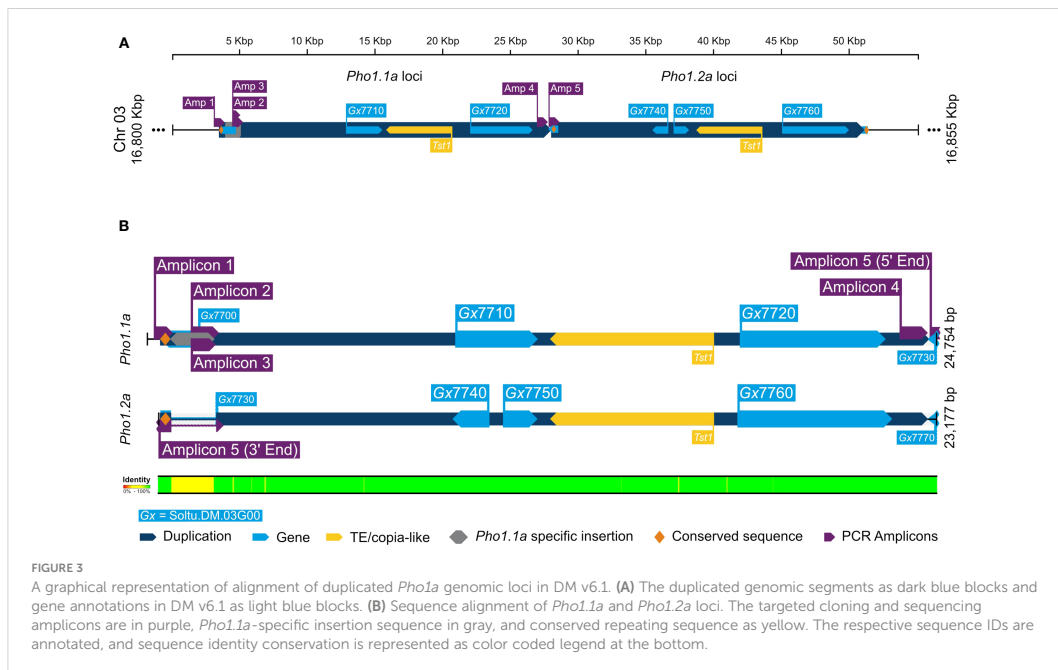 A
5 Kbp 10 Kbp 15 Kbp 20 Kbp 25 Kbp 30 Kbp 35 Kbp 40 Kbp 45 Kbp 50 Kbp
Pho1.1a loci Pho1.2a loci
Amp 3 Amp 4 Amp 5
Amp 1 Amp 2 Gx7710 Gx7720 Gx7740 Gx7750 Gx7760
Chr 03
16,800 Kbp
16,855 Kbp
Tst1 Tst1
B
Amplicon 1 Amplicon 5 (5' End)
Amplicon 2 Amplicon 4
Gx7700 Gx7710 Gx7720
Pho1.1a
24,754 bp
Amplicon 3 Tst1 Gx7730
Gx7730 Gx7740 Gx7750 Gx7760
Pho1.2a
23,177 bp
Amplicon 5 (3' End) Tst1 Gx7770
Identity
0% - 100%
Gx = Soltu.DM.03G00
Duplication Gene TE/copia-like Pho1.1a specific insertion Conserved sequence PCR Amplicons
FIGURE 3
A graphical representation of alignment of duplicated Pho1a genomic loci in DM v6.1. (A) The duplicated genomic segments as dark blue blocks and
gene annotations in DM v6.1 as light blue blocks. (B) Sequence alignment of Pho1.1a and Pho1.2a loci. The targeted cloning and sequencing
amplicons are in purple, Pho1.1a-specific insertion sequence in gray, and conserved repeating sequence as yellow. The respective sequence IDs are
annotated, and sequence identity conservation is represented as color coded legend at the bottom.